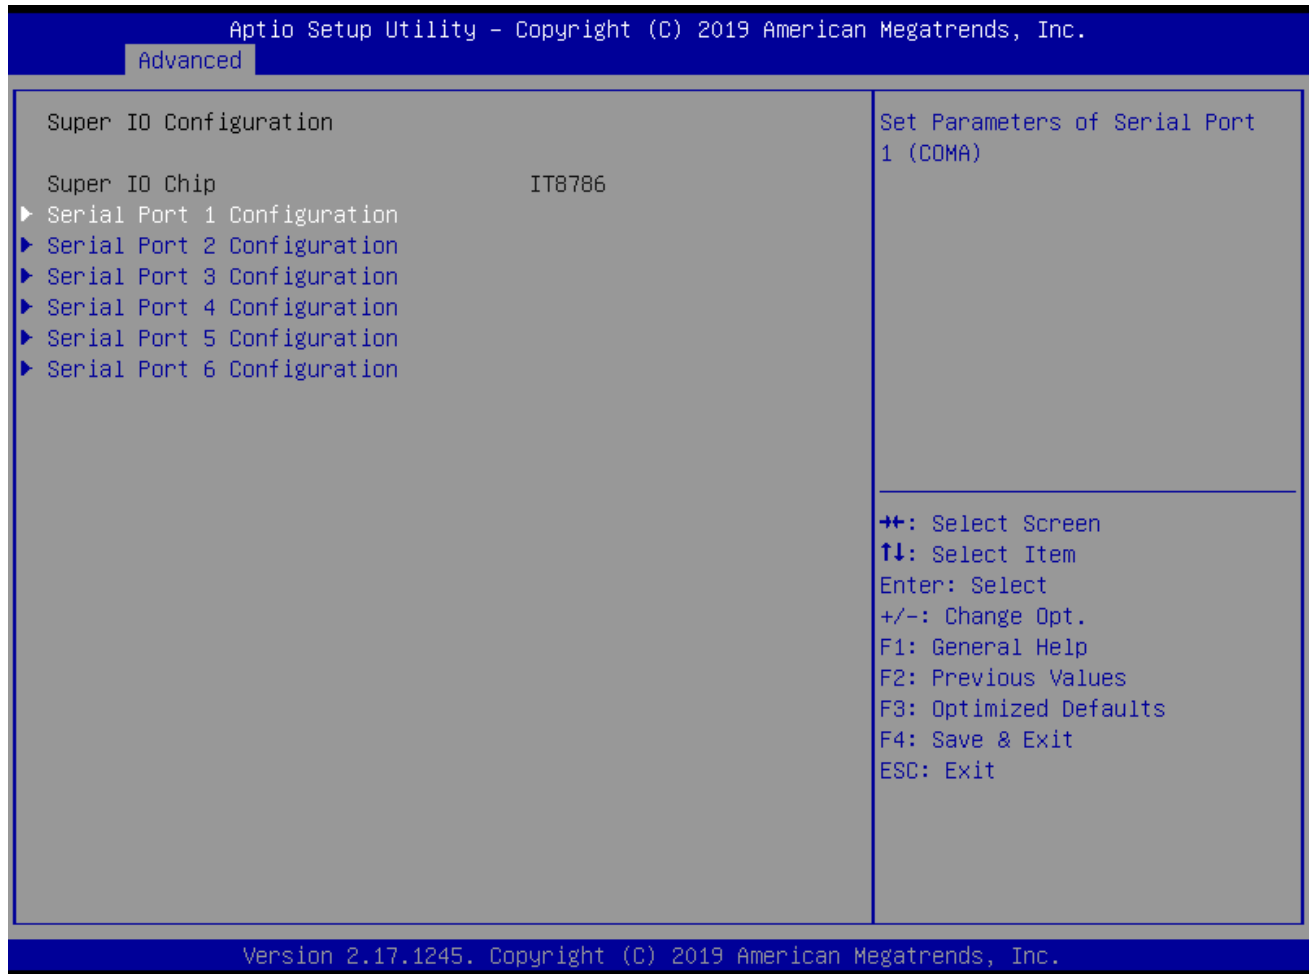 Aptio Setup Utility – Copyright (C) 2019 American Megatrends, Inc.
Advanced
Super IO Configuration
Super IO Chip IT8786
▶ Serial Port 1 Configuration
▶ Serial Port 2 Configuration
▶ Serial Port 3 Configuration
▶ Serial Port 4 Configuration
▶ Serial Port 5 Configuration
▶ Serial Port 6 Configuration
Set Parameters of Serial Port
1 (COMA)
→←: Select Screen
↑↓: Select Item
Enter: Select
+/-: Change Opt.
F1: General Help
F2: Previous Values
F3: Optimized Defaults
F4: Save & Exit
ESC: Exit
Version 2.17.1245. Copyright (C) 2019 American Megatrends, Inc.